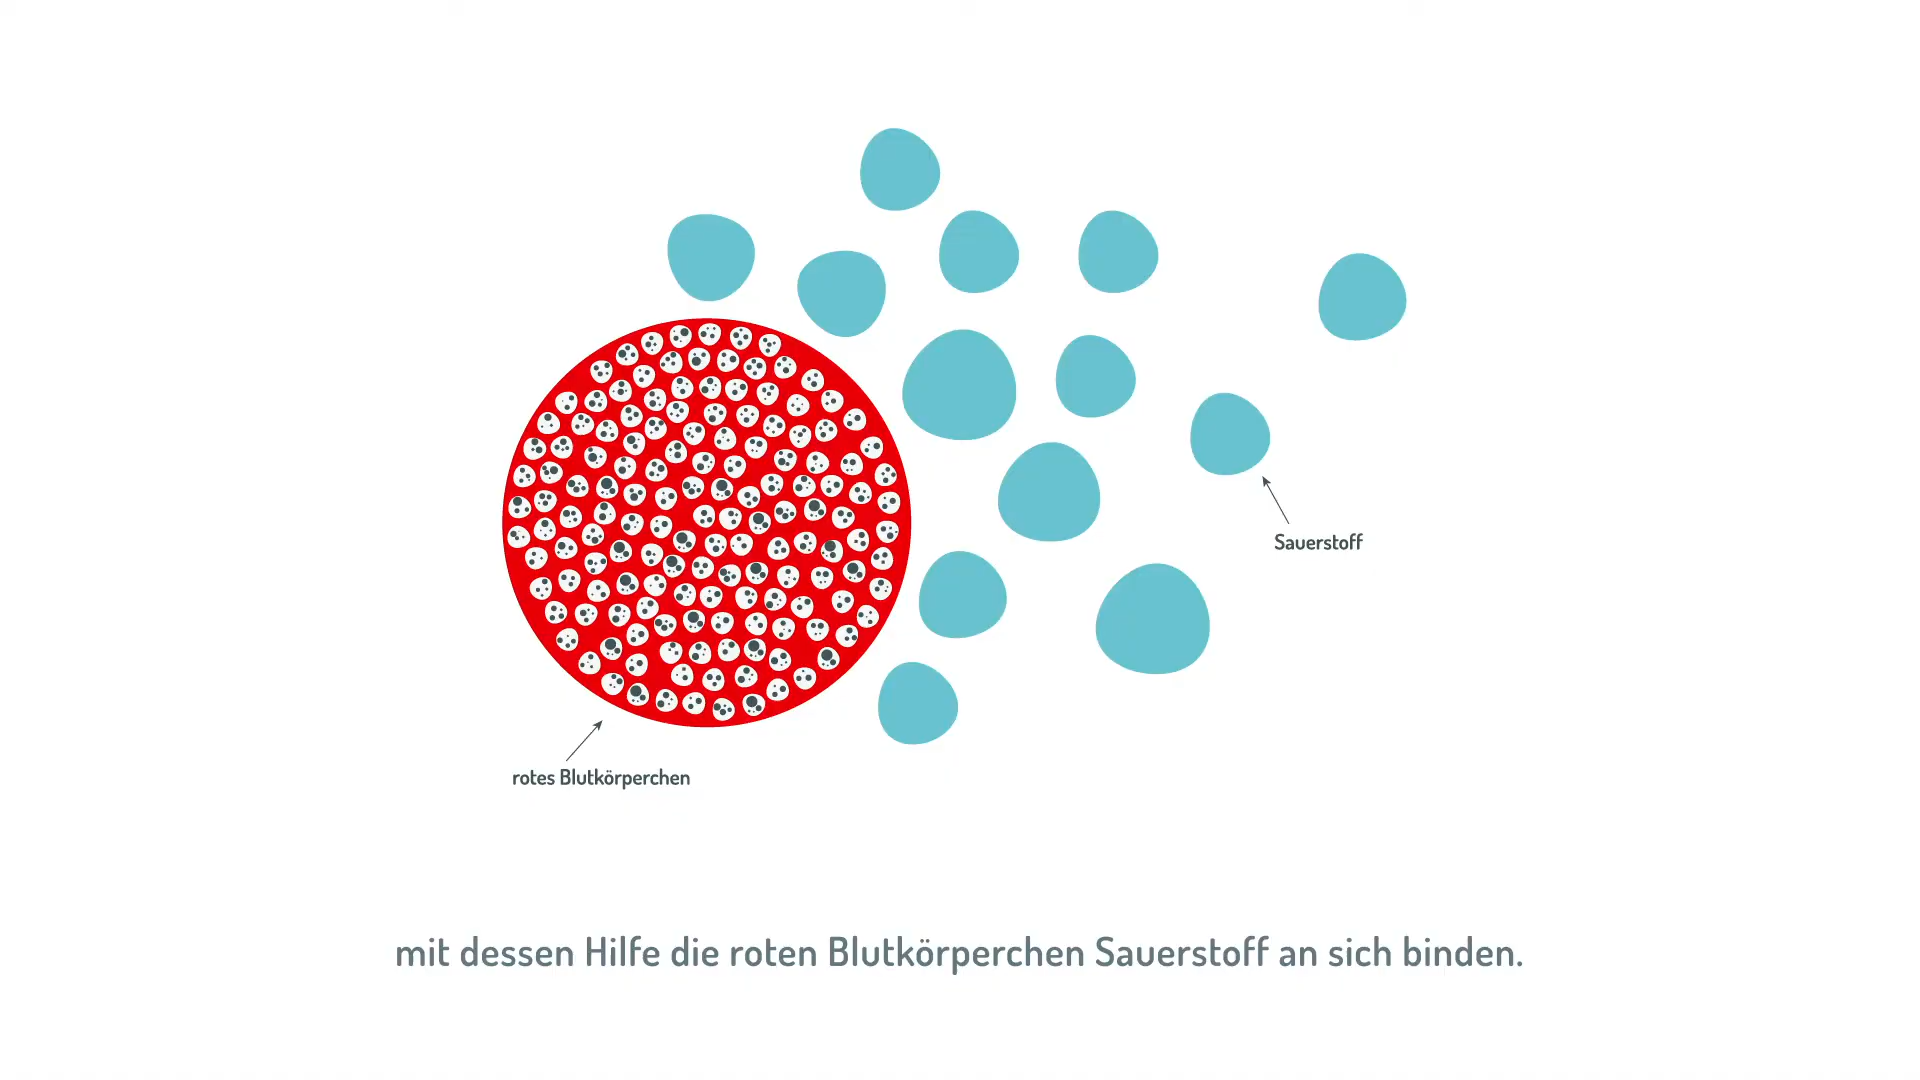 Sauerstoff
rotes Blutkörperchen
mit dessen Hilfe die roten Blutkörperchen Sauerstoff an sich binden.